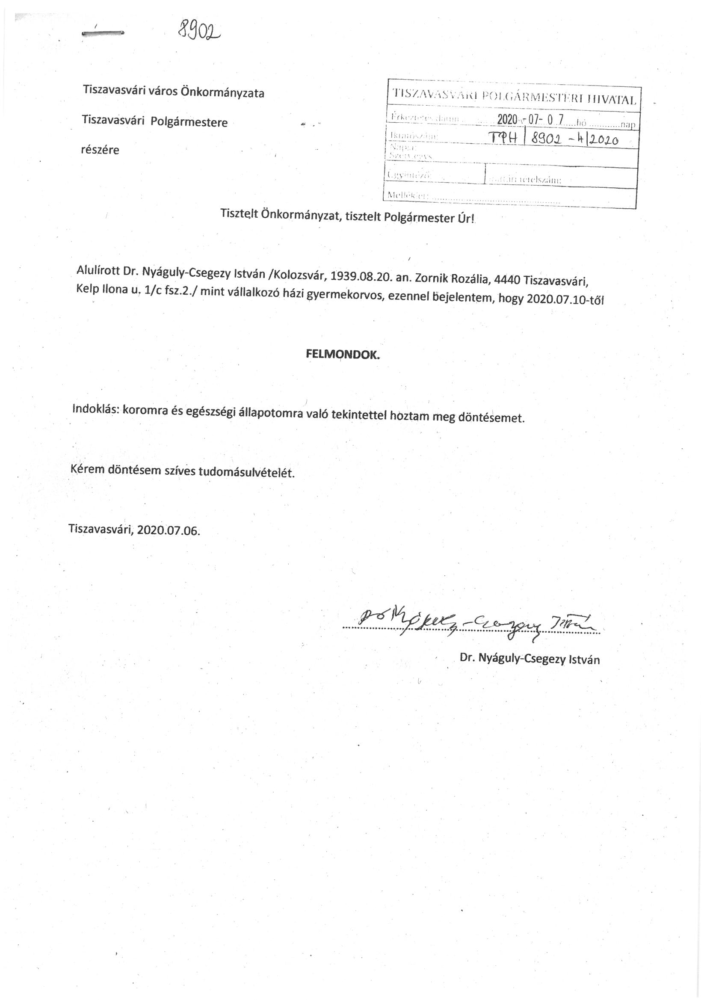 8902
Tiszavasvári város Önkormányzata
Tiszavasvári Polgármestere
részére
TISZAVASVÁRI POLGÁRMESTERI HIVATAL
Érkeztetés dátum 2020 -07- 0 7 hó nap
Iktatószám: TPH / 8902 -4/2020
Napra:
Szerv. egys.
Ügyintéző: Irattári tételszám:
Melléklet:
Tisztelt Önkormányzat, tisztelt Polgármester Úr!
Alulírott Dr. Nyáguly-Csegezy István /Kolozsvár, 1939.08.20. an. Zornik Rozália, 4440 Tiszavasvári,
Kelp Ilona u. 1/c fsz.2./ mint vállalkozó házi gyermekorvos, ezennel bejelentem, hogy 2020.07.10-től
FELMONDOK.
Indoklás: koromra és egészségi állapotomra való tekintettel hoztam meg döntésemet.
Kérem döntésem szíves tudomásulvételét.
Tiszavasvári, 2020.07.06.
Dr. Nyáguly-Csegezy István